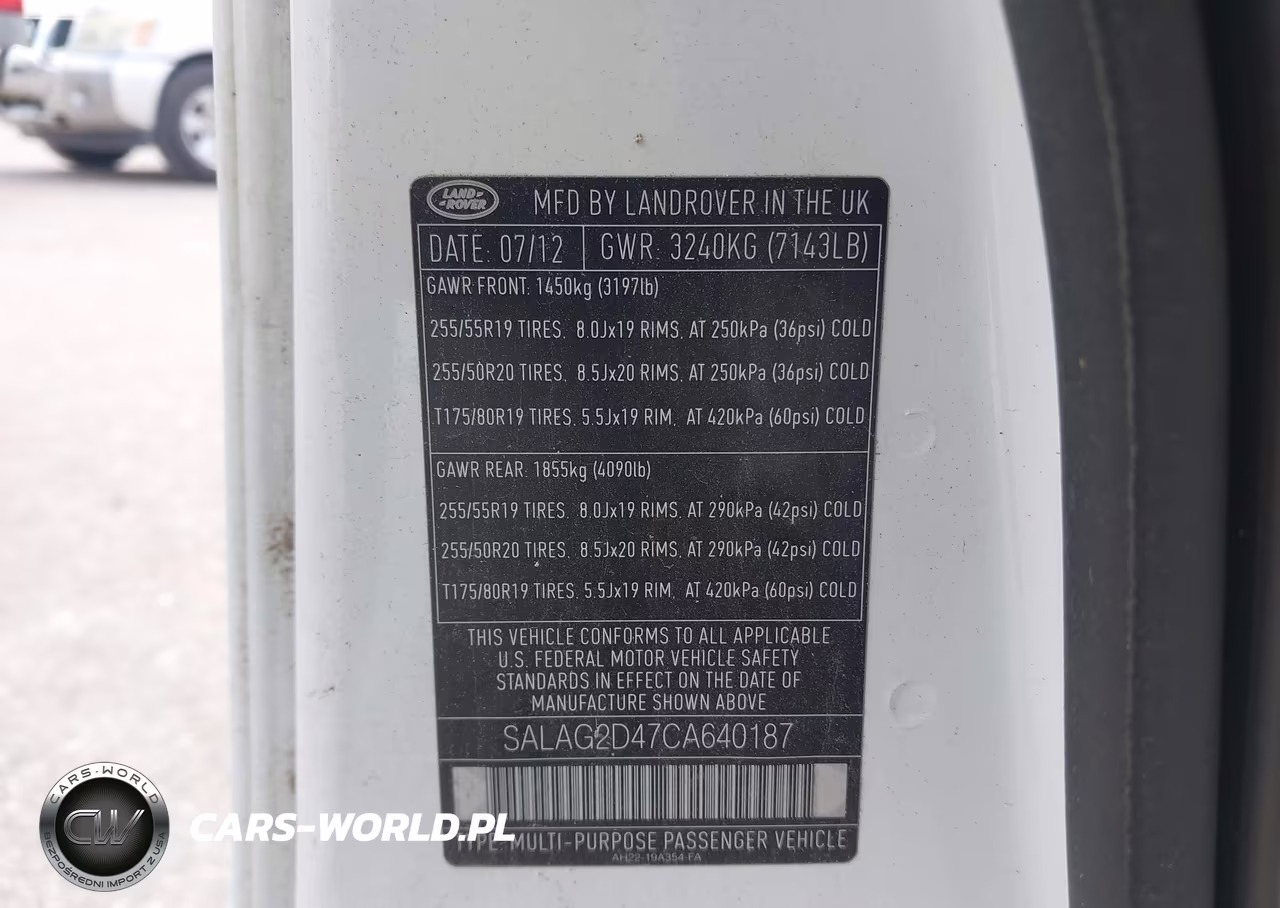 LAND-
-ROVER
MFD BY LANDROVER IN THE UK
DATE: 07/12 GWR: 3240KG (7143LB)
GAWR FRONT: 1450kg (3197lb)
255/55R19 TIRES, 8.0Jx19 RIMS, AT 250kPa (36psi) COLD
255/50R20 TIRES, 8.5Jx20 RIMS, AT 250kPa (36psi) COLD
T175/80R19 TIRES, 5.5Jx19 RIM, AT 420kPa (60psi) COLD
GAWR REAR: 1855kg (4090lb)
255/55R19 TIRES, 8.0Jx19 RIMS, AT 290kPa (42psi) COLD
255/50R20 TIRES, 8.5Jx20 RIMS, AT 290kPa (42psi) COLD
T175/80R19 TIRES, 5.5Jx19 RIM, AT 420kPa (60psi) COLD
THIS VEHICLE CONFORMS TO ALL APPLICABLE
U.S. FEDERAL MOTOR VEHICLE SAFETY
STANDARDS IN EFFECT ON THE DATE OF
MANUFACTURE SHOWN ABOVE
SALAG2D47CA640187
TYPE: MULTI-PURPOSE PASSENGER VEHICLE
AH22-19A354-FA
CARS-WORLD
CW
BEZPOŚREDNI IMPORT Z USA
CARS-WORLD.PL